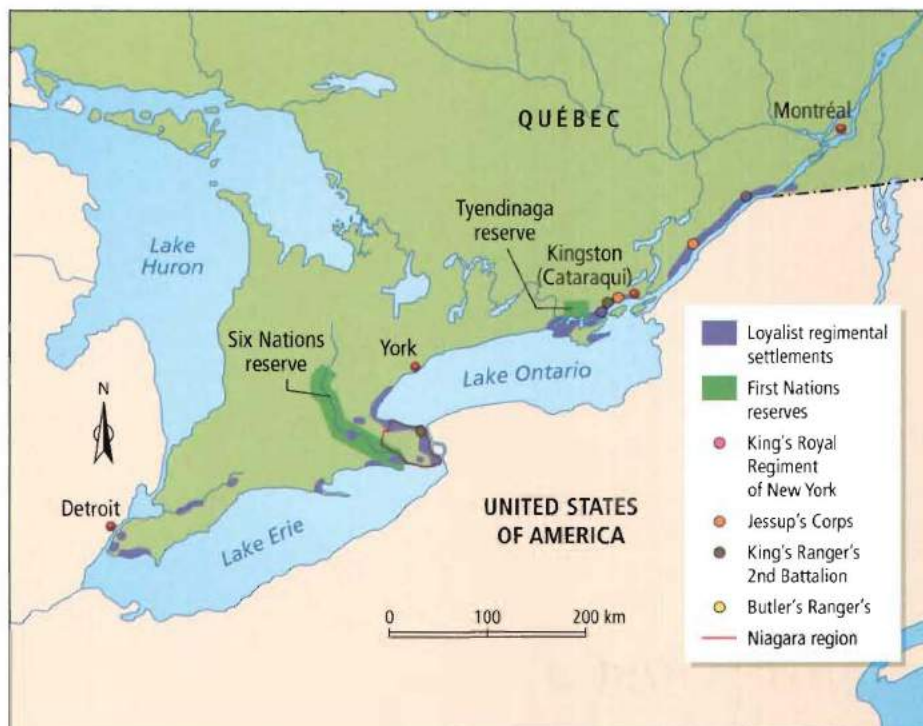 QUÉBEC
Montréal
Tyendinaga
reserve
Kingston
(Cataraqui)
Lake
Huron
Six Nations
reserve
York
Lake Ontario
N
Detroit
Lake Erie
UNITED STATES
OF AMERICA
0 100 200 km
Loyalist regimental
settlements
First Nations
reserves
King's Royal
Regiment
of New York
Jessup's Corps
King's Ranger's
2nd Battalion
Butler's Ranger's
Niagara region